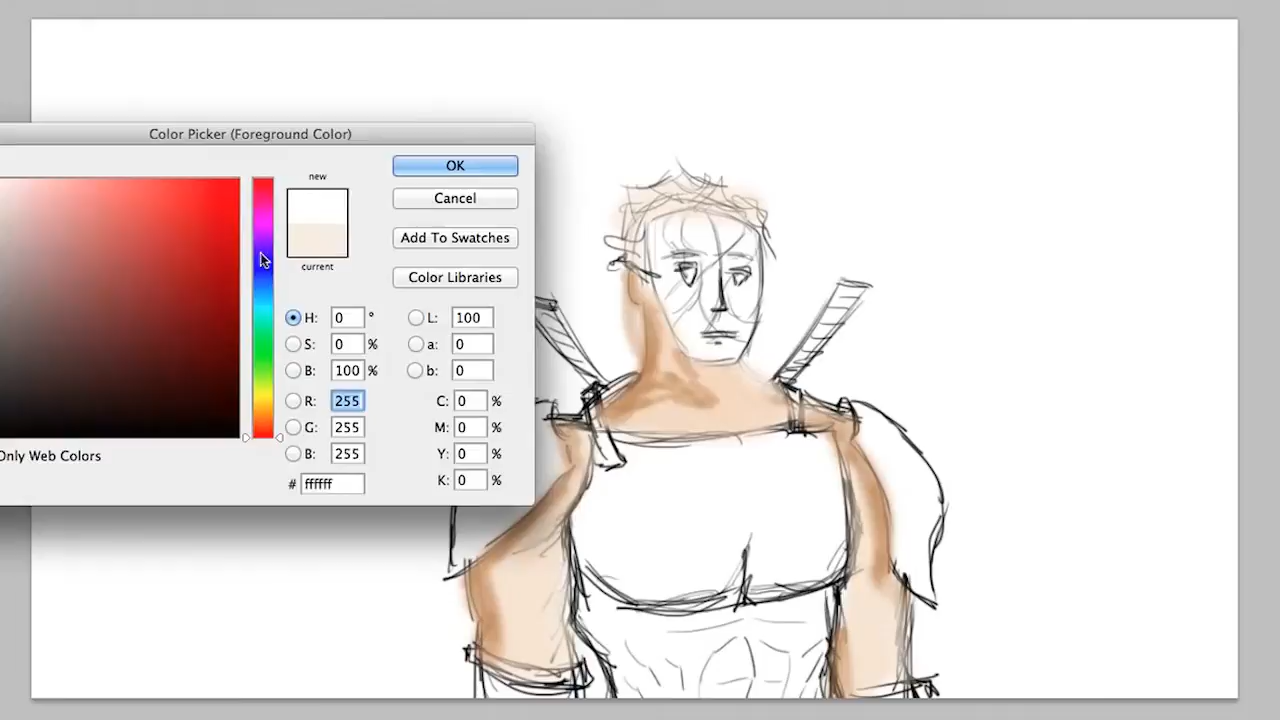 Color Picker (Foreground Color)
new
current
OK
Cancel
Add To Swatches
Color Libraries
H: 0 °
S: 0 %
B: 100 %
R: 255
G: 255
B: 255
# ffffff
L: 100
a: 0
b: 0
C: 0 %
M: 0 %
Y: 0 %
K: 0 %
Only Web Colors